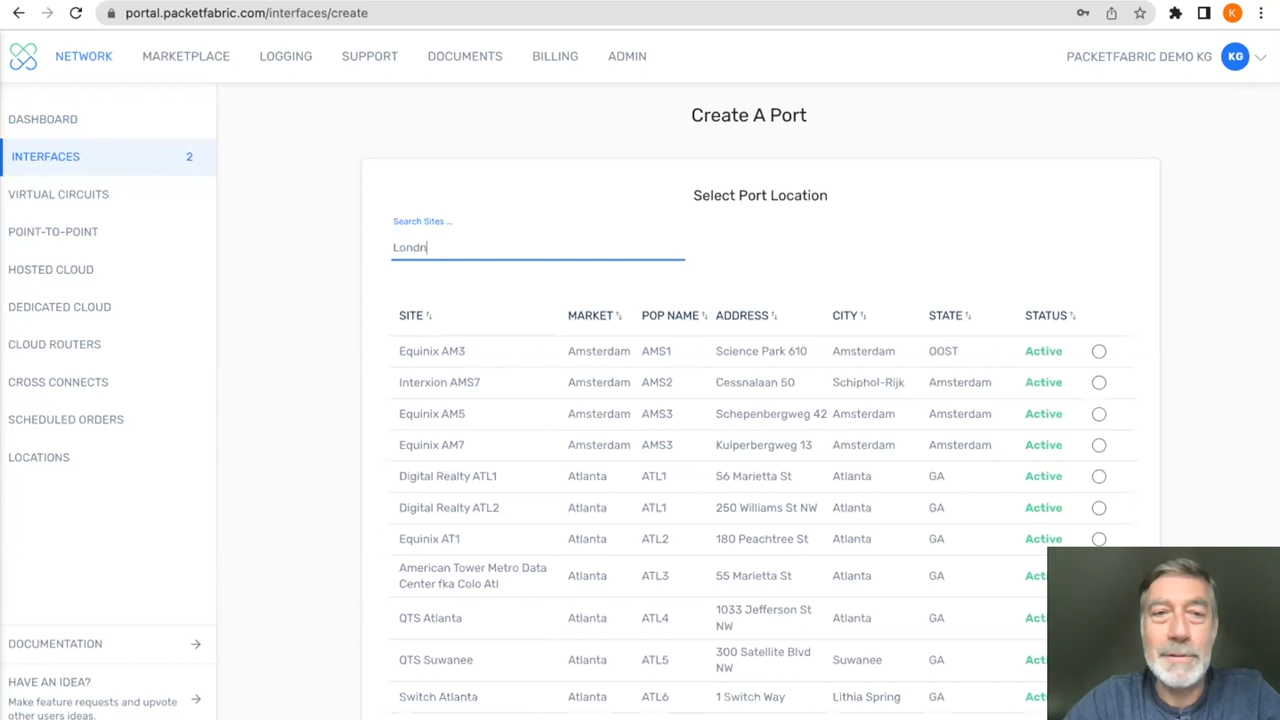 portal.packetfabric.com/interfaces/create
K
NETWORK MARKETPLACE LOGGING SUPPORT DOCUMENTS BILLING ADMIN PACKETFABRIC DEMO KG KG
DASHBOARD
INTERFACES 2
VIRTUAL CIRCUITS
POINT-TO-POINT
HOSTED CLOUD
DEDICATED CLOUD
CLOUD ROUTERS
CROSS CONNECTS
SCHEDULED ORDERS
LOCATIONS
DOCUMENTATION
HAVE AN IDEA?
Make feature requests and upvote
other users ideas.
Create A Port
Select Port Location
Search Sites ...
Londn
SITE MARKET POP NAME ADDRESS CITY STATE STATUS
Equinix AM3 Amsterdam AMS1 Science Park 610 Amsterdam OOST Active
Interxion AMS7 Amsterdam AMS2 Cessnalaan 50 Schiphol-Rijk Amsterdam Active
Equinix AM5 Amsterdam AMS3 Schepenbergweg 42 Amsterdam Amsterdam Active
Equinix AM7 Amsterdam AMS3 Kuiperbergweg 13 Amsterdam Amsterdam Active
Digital Realty ATL1 Atlanta ATL1 56 Marietta St Atlanta GA Active
Digital Realty ATL2 Atlanta ATL1 250 Williams St NW Atlanta GA Active
Equinix AT1 Atlanta ATL2 180 Peachtree St Atlanta GA Active
American Tower Metro Data
Center fka Colo Atl Atlanta ATL3 55 Marietta St Atlanta GA Acti
QTS Atlanta Atlanta ATL4 1033 Jefferson St
NW Atlanta GA Acti
QTS Suwanee Atlanta ATL5 300 Satellite Blvd
NW Suwanee GA Acti
Switch Atlanta Atlanta ATL6 1 Switch Way Lithia Spring GA Acti